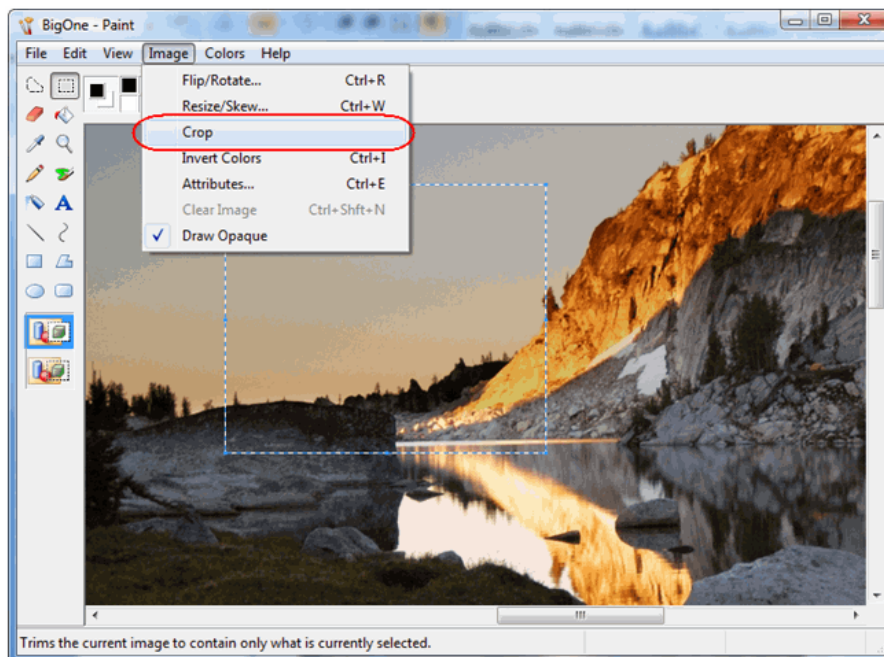 BigOne - Paint
File Edit View Image Colors Help
Flip/Rotate... Ctrl+R
Resize/Skew... Ctrl+W
Crop
Invert Colors Ctrl+I
Attributes... Ctrl+E
Clear Image Ctrl+Shft+N
Draw Opaque
A
Trims the current image to contain only what is currently selected.